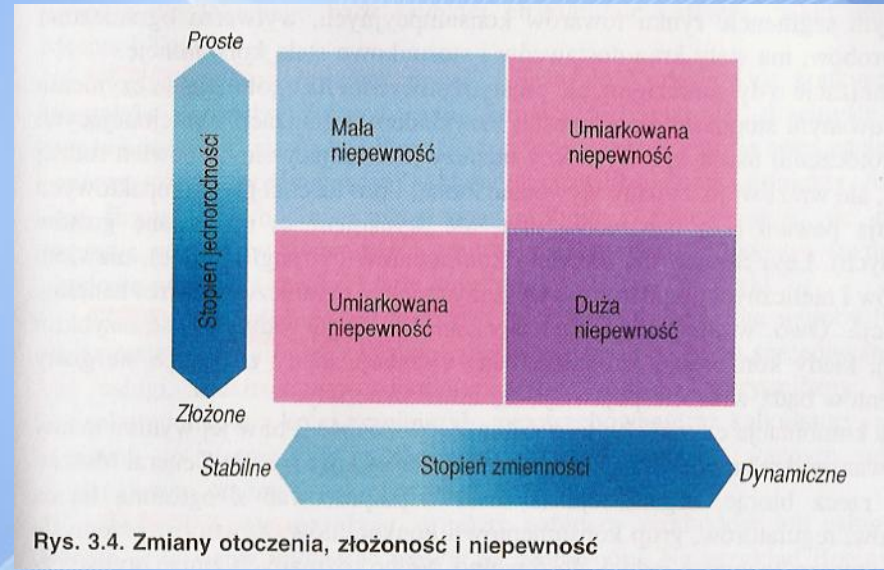 Proste
Mała
niepewność
Umiarkowana
niepewność
Stopień jednorodności
Umiarkowana
niepewność
Duża
niepewność
Złożone
Stabilne
Stopień zmienności
Dynamiczne
Rys. 3.4. Zmiany otoczenia, złożoność i niepewność